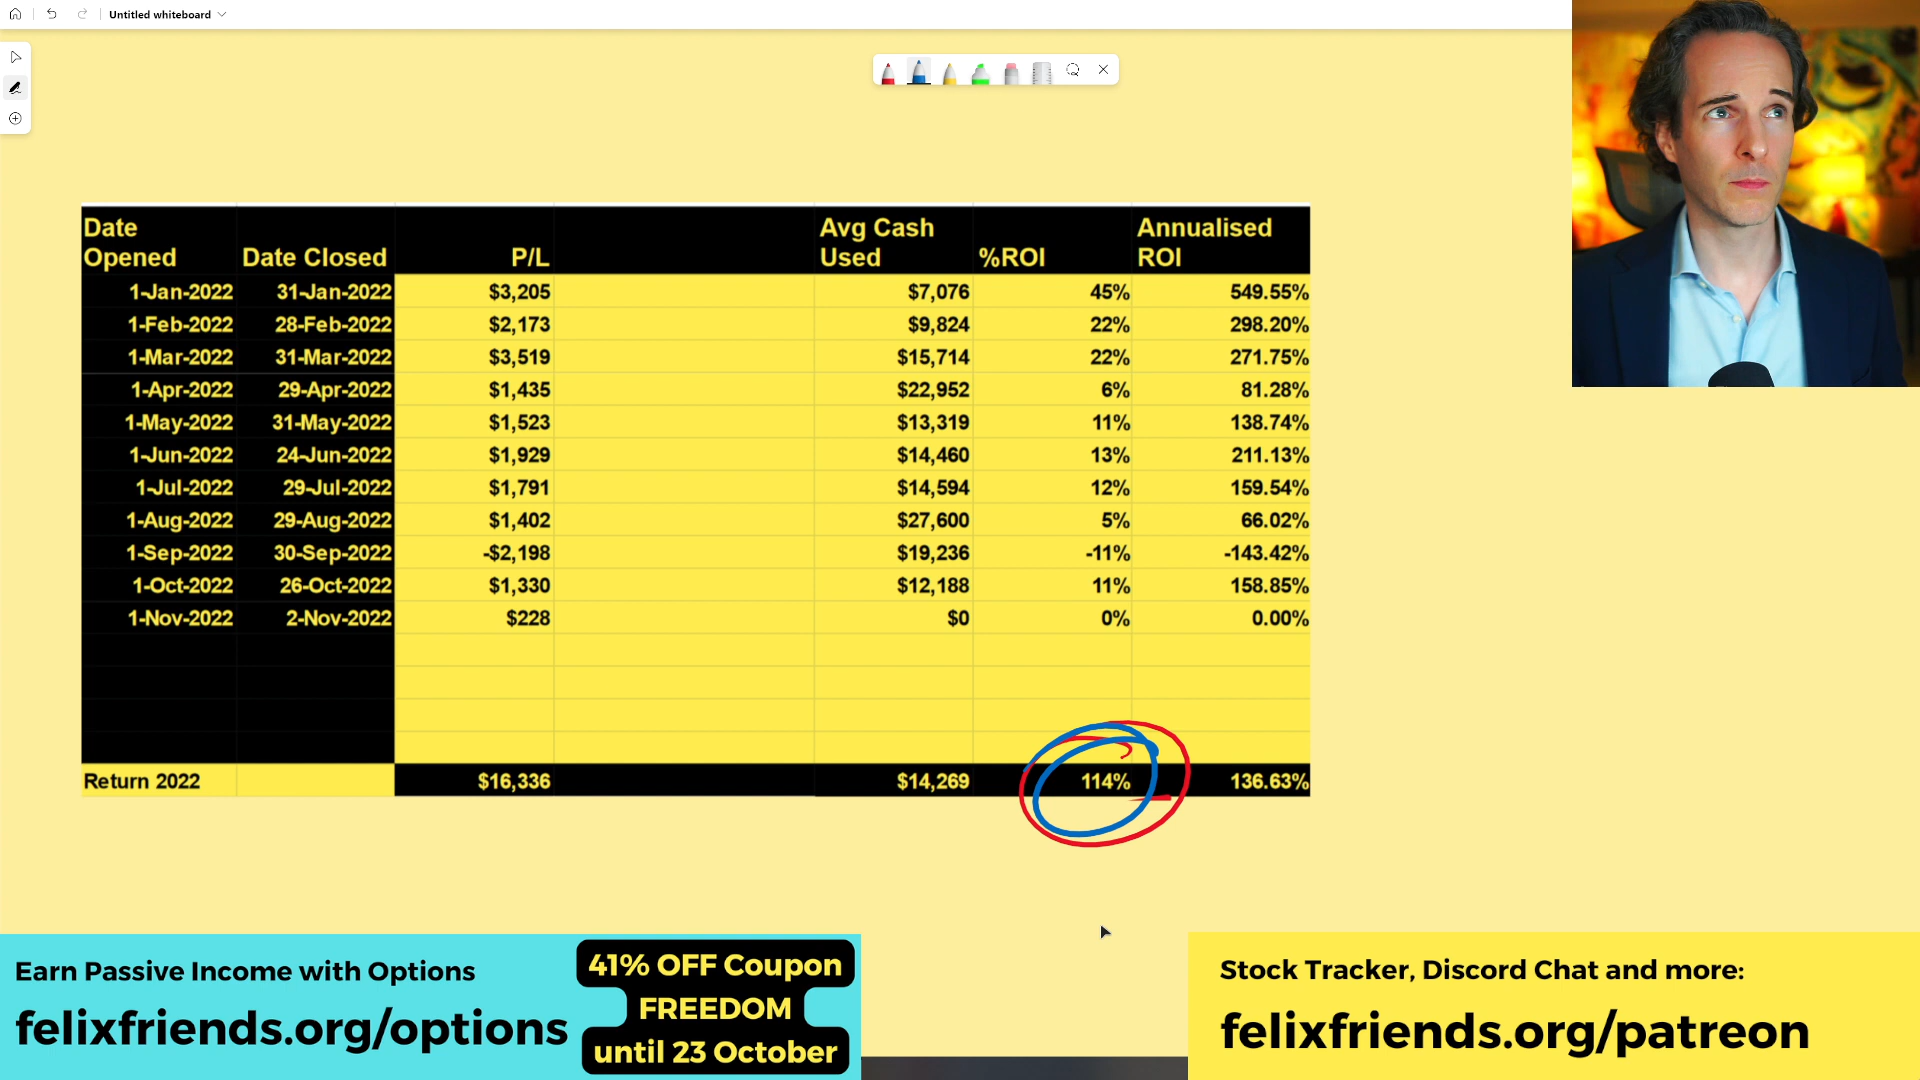 Untitled whiteboard
Date Opened Date Closed P/L Avg Cash Used %ROI Annualised ROI
1-Jan-2022 31-Jan-2022 $3,205 $7,076 45% 549.55%
1-Feb-2022 28-Feb-2022 $2,173 $9,824 22% 298.20%
1-Mar-2022 31-Mar-2022 $3,519 $15,714 22% 271.75%
1-Apr-2022 29-Apr-2022 $1,435 $22,952 6% 81.28%
1-May-2022 31-May-2022 $1,523 $13,319 11% 138.74%
1-Jun-2022 24-Jun-2022 $1,929 $14,460 13% 211.13%
1-Jul-2022 29-Jul-2022 $1,791 $14,594 12% 159.54%
1-Aug-2022 29-Aug-2022 $1,402 $27,600 5% 66.02%
1-Sep-2022 30-Sep-2022 -$2,198 $19,236 -11% -143.42%
1-Oct-2022 26-Oct-2022 $1,330 $12,188 11% 158.85%
1-Nov-2022 2-Nov-2022 $228 $0 0% 0.00%
Return 2022 $16,336 $14,269 114% 136.63%
Earn Passive Income with Options
felixfriends.org/options
41% OFF Coupon
FREEDOM
until 23 October
Stock Tracker, Discord Chat and more:
felixfriends.org/patreon